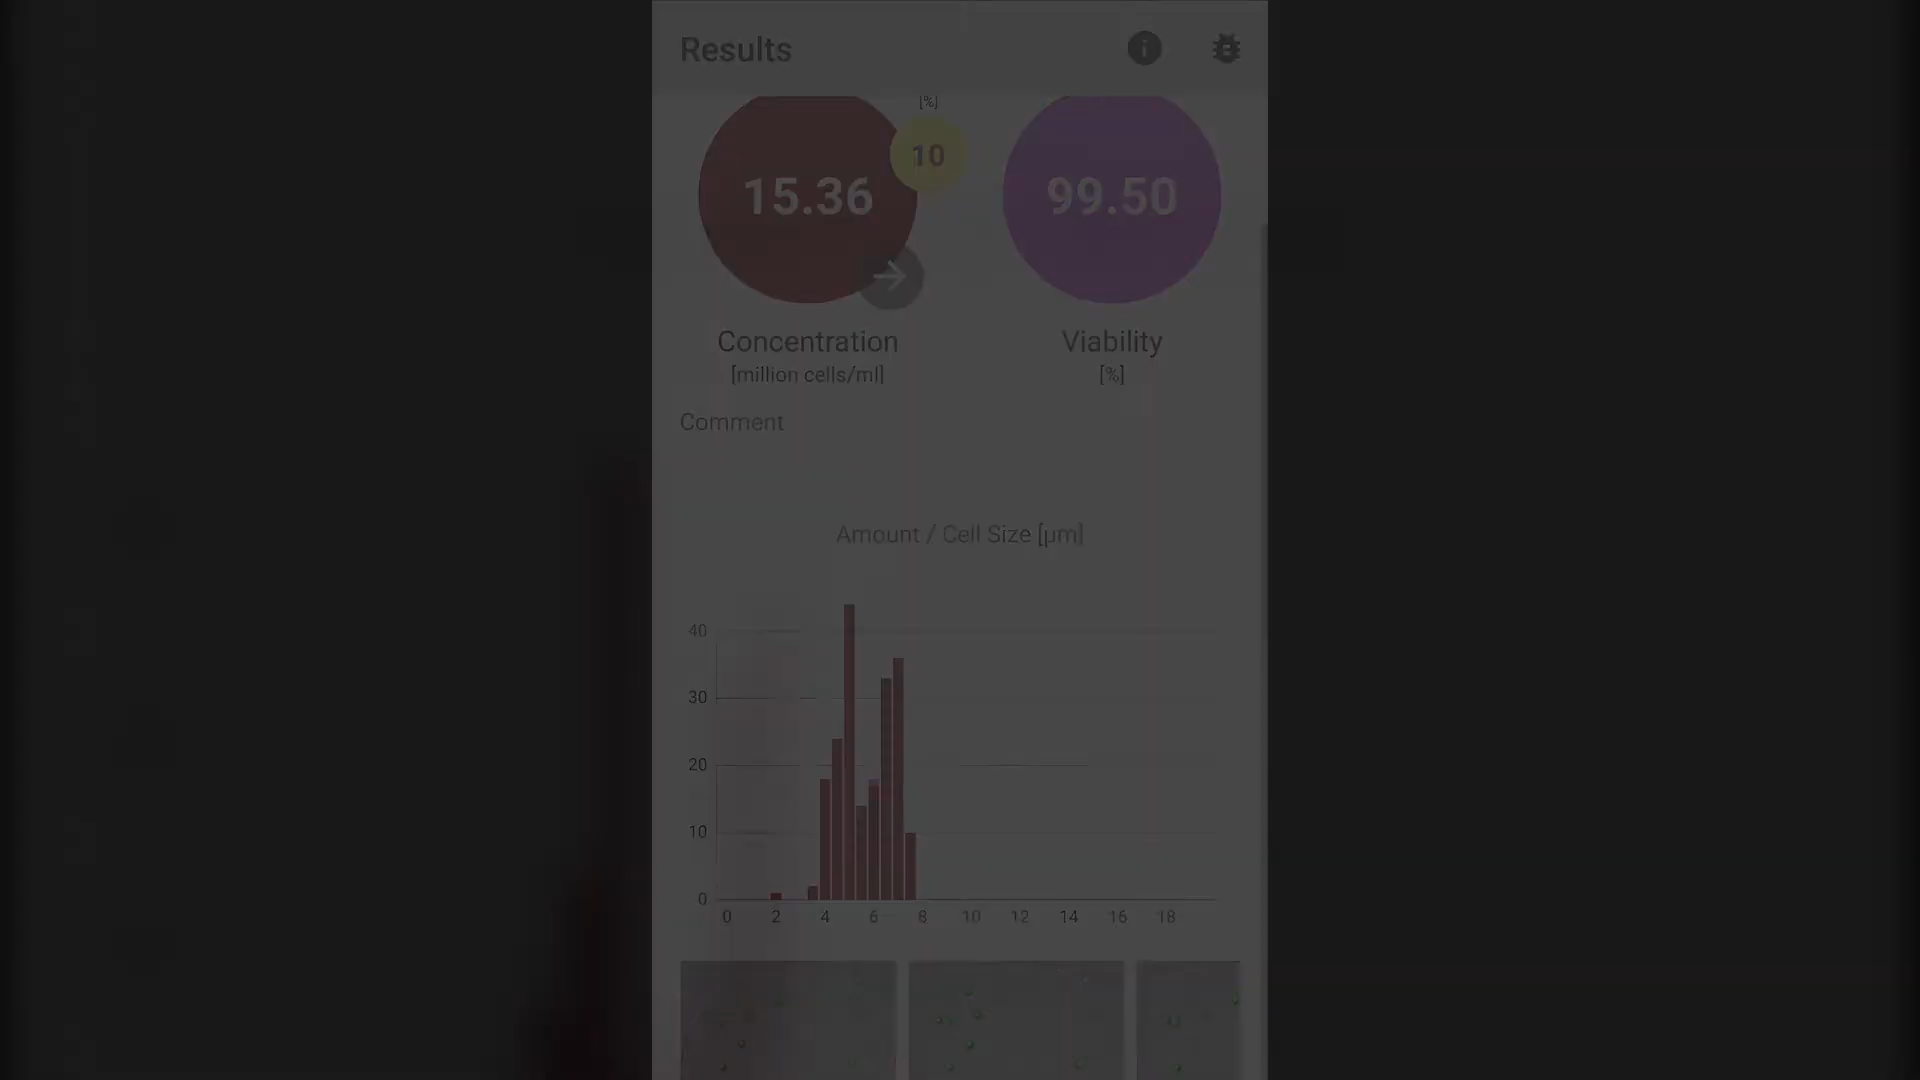 Results
[%]
10
15.36
99.50
Concentration
[million cells/ml]
Viability
[%]
Comment
Amount / Cell Size [µm]
40
30
20
10
0
0 2 4 6 8 10 12 14 16 18